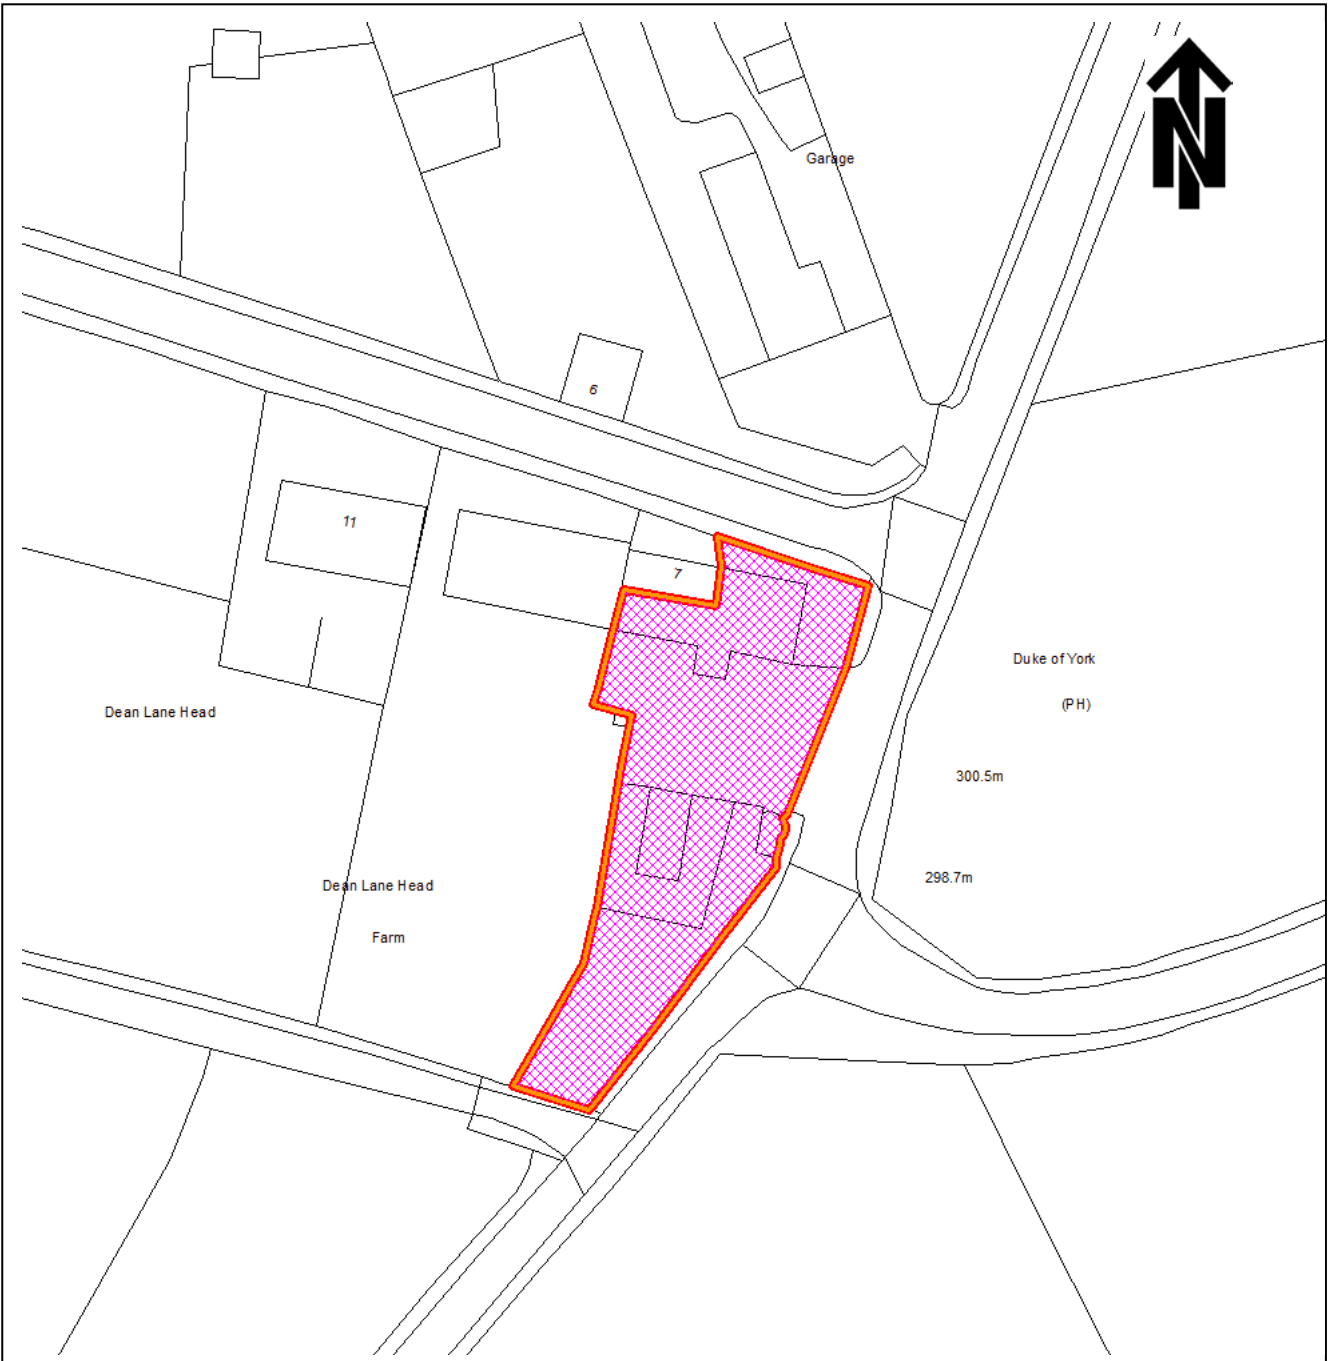 N
Garage
6
11
7
Duke of York
(PH)
Dean Lane Head
300.5m
298.7m
Dean Lane Head
Farm